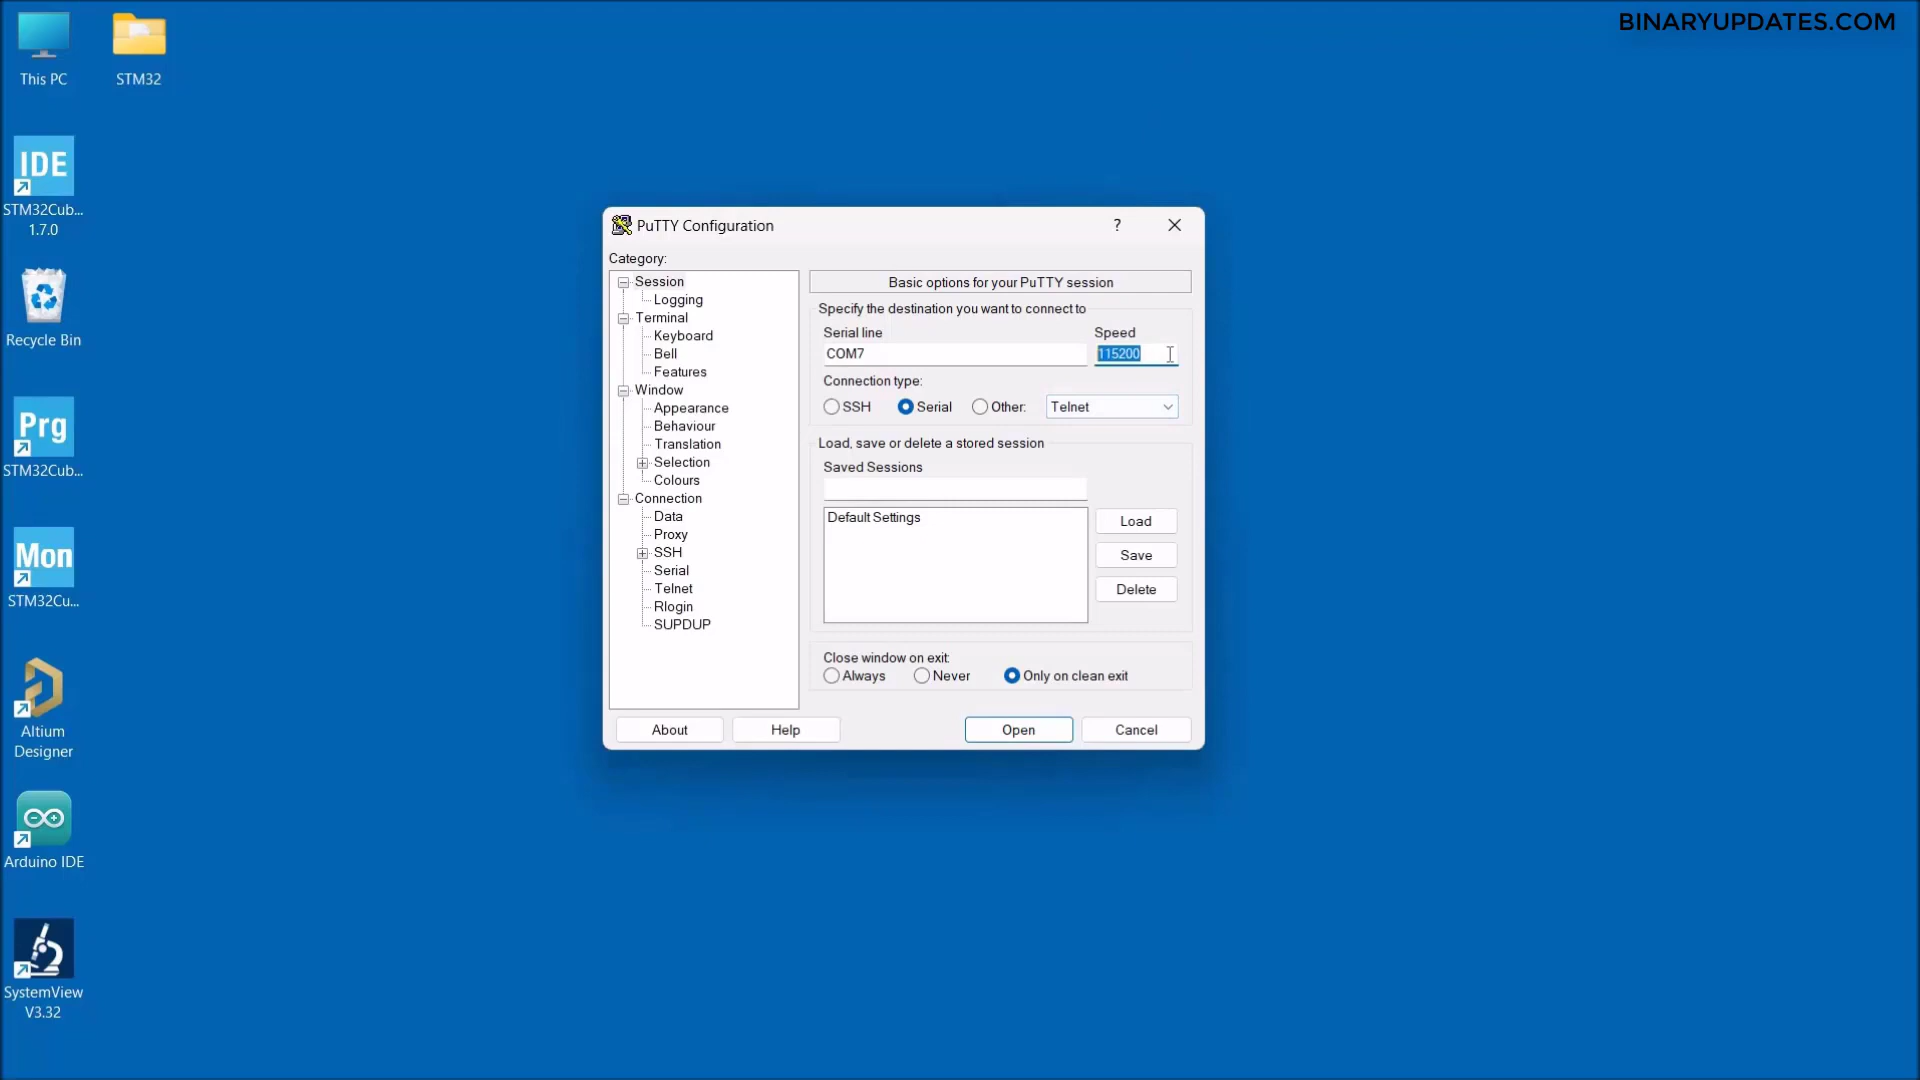 BINARYUPDATES.COM
This PC
STM32
IDE
STM32Cub...
1.7.0
Recycle Bin
Prg
STM32Cub...
Mon
STM32Cu...
Altium
Designer
Arduino IDE
SystemView
V3.32
PuTTY Configuration
?
Category:
Session
Logging
Terminal
Keyboard
Bell
Features
Window
Appearance
Behaviour
Translation
Selection
Colours
Connection
Data
Proxy
SSH
Serial
Telnet
Rlogin
SUPDUP
Basic options for your PuTTY session
Specify the destination you want to connect to
Serial line Speed
COM7 115200
Connection type:
SSH Serial Other: Telnet
Load, save or delete a stored session
Saved Sessions
Default Settings
Load
Save
Delete
Close window on exit:
Always Never Only on clean exit
About Help Open Cancel